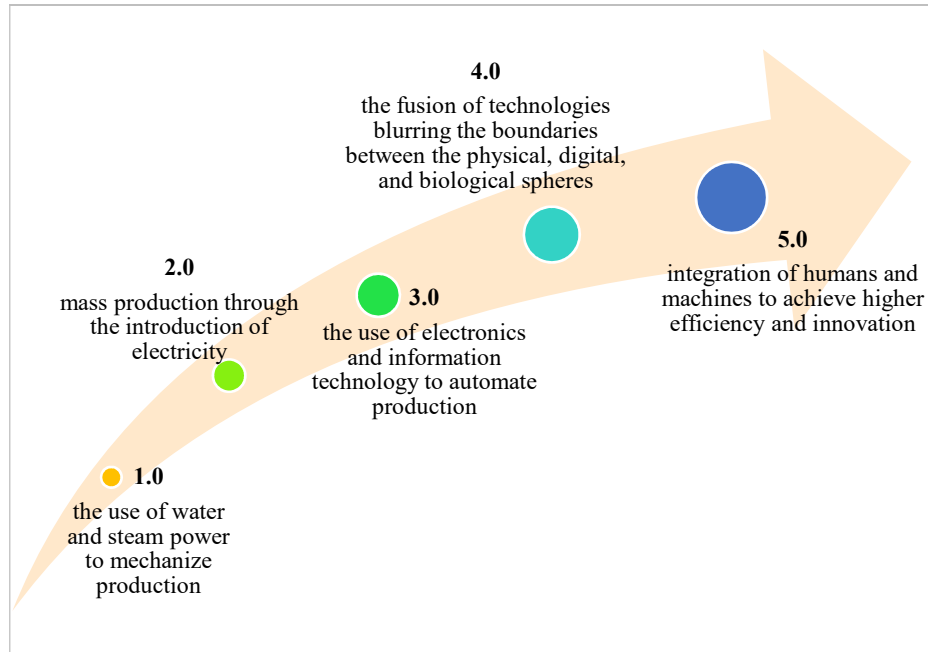 1.0
the use of water
and steam power
to mechanize
production
2.0
mass production through
the introduction of
electricity
3.0
the use of electronics
and information
technology to automate
production
4.0
the fusion of technologies
blurring the boundaries
between the physical, digital,
and biological spheres
5.0
integration of humans and
machines to achieve higher
efficiency and innovation